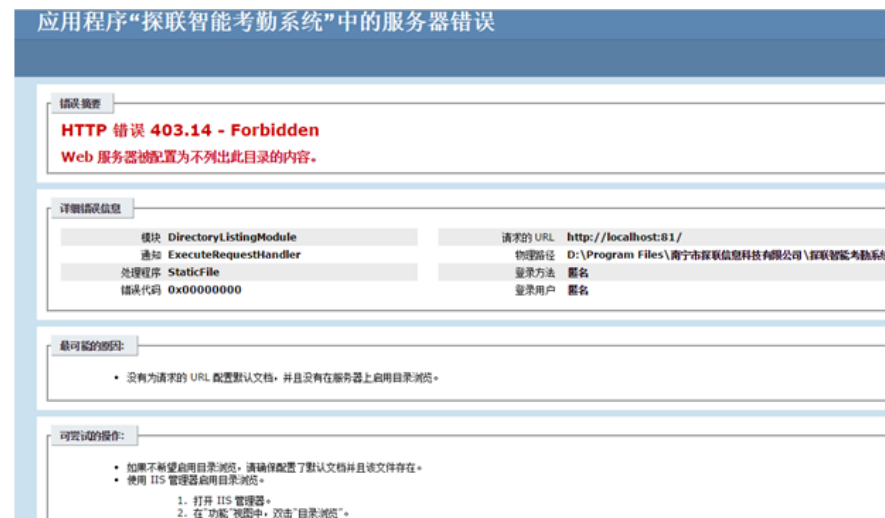 应用程序“探联智能考勤系统”中的服务器错误
错误摘要
HTTP 错误 403.14 - Forbidden
Web 服务器被配置为不列出此目录的内容。
详细错误信息
模块 DirectoryListingModule
通知 ExecuteRequestHandler
处理程序 StaticFile
错误代码 0x00000000
请求的 URL http://localhost:81/
物理路径 D:\Program Files\南宁市探联信息科技有限公司\探联智能考勤系统
登录方法 匿名
登录用户 匿名
最可能的原因:
• 没有为请求的 URL 配置默认文档，并且没有在服务器上启用目录浏览。
可尝试的操作:
• 如果不希望启用目录浏览，请确保配置了默认文档并且该文件存在。
• 使用 IIS 管理器启用目录浏览。
1. 打开 IIS 管理器。
2. 在“功能”视图中，双击“目录浏览”。